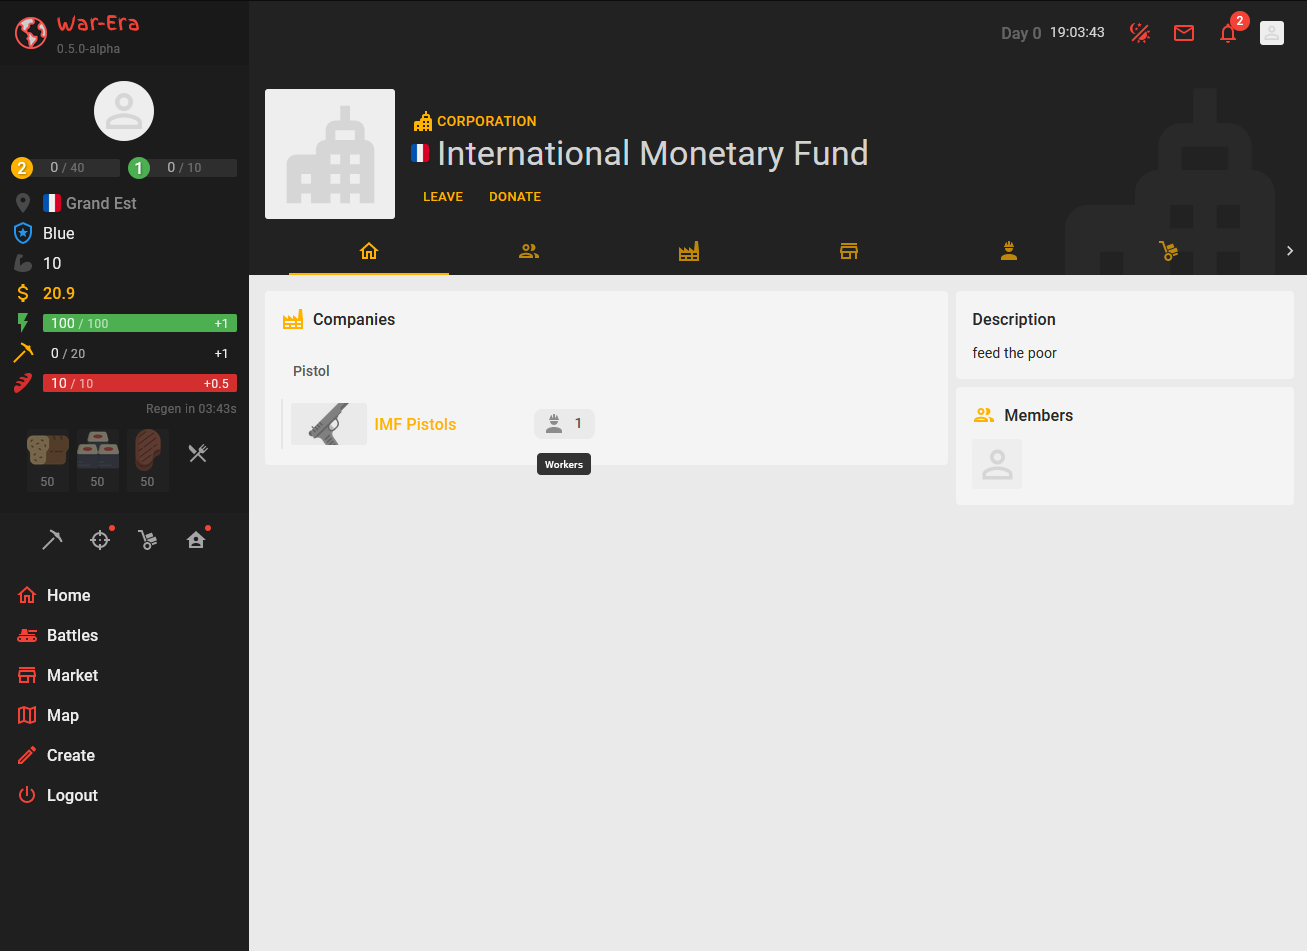 War-Era
0.5.0-alpha
Day 0 19:03:43
2
2 0 / 40 1 0 / 10
Grand Est
Blue
10
20.9
100 / 100 +1
0 / 20 +1
10 / 10 +0.5
Regen in 03:43s
50 50 50
Home
Battles
Market
Map
Create
Logout
CORPORATION
International Monetary Fund
LEAVE DONATE
Companies
Pistol
IMF Pistols 1
Workers
Description
feed the poor
Members